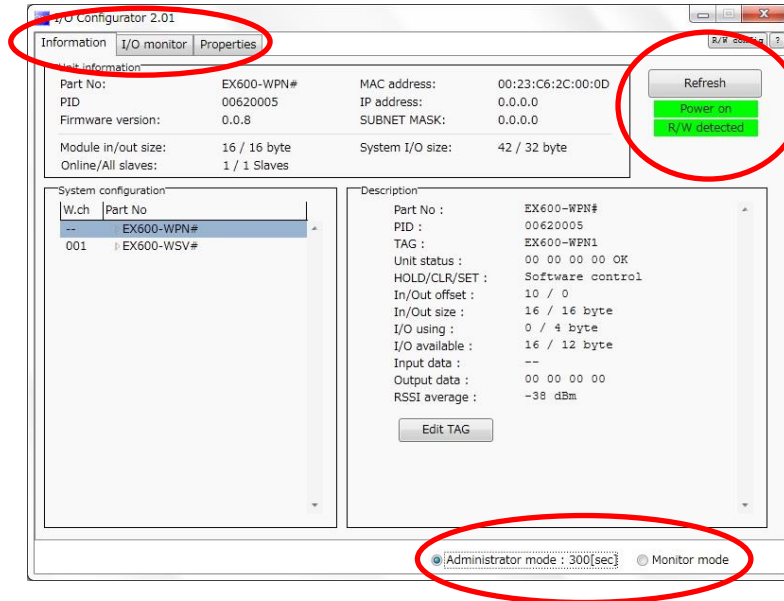 I/O Configurator 2.01
Information I/O monitor Properties R/W config ?
Unit information
Part No: EX600-WPN# MAC address: 00:23:C6:2C:00:0D
PID 00620005 IP address: 0.0.0.0
Firmware version: 0.0.8 SUBNET MASK: 0.0.0.0
Module in/out size: 16 / 16 byte System I/O size: 42 / 32 byte
Online/All slaves: 1 / 1 Slaves
Refresh
Power on
R/W detected
System configuration
W.ch Part No
-- EX600-WPN#
001 EX600-WSV#
Description
Part No : EX600-WPN#
PID : 00620005
TAG : EX600-WPN1
Unit status : 00 00 00 00 OK
HOLD/CLR/SET : Software control
In/Out offset : 10 / 0
In/Out size : 16 / 16 byte
I/O using : 0 / 4 byte
I/O available : 16 / 12 byte
Input data : --
Output data : 00 00 00 00
RSSI average : -38 dBm
Edit TAG
Administrator mode : 300[sec] Monitor mode